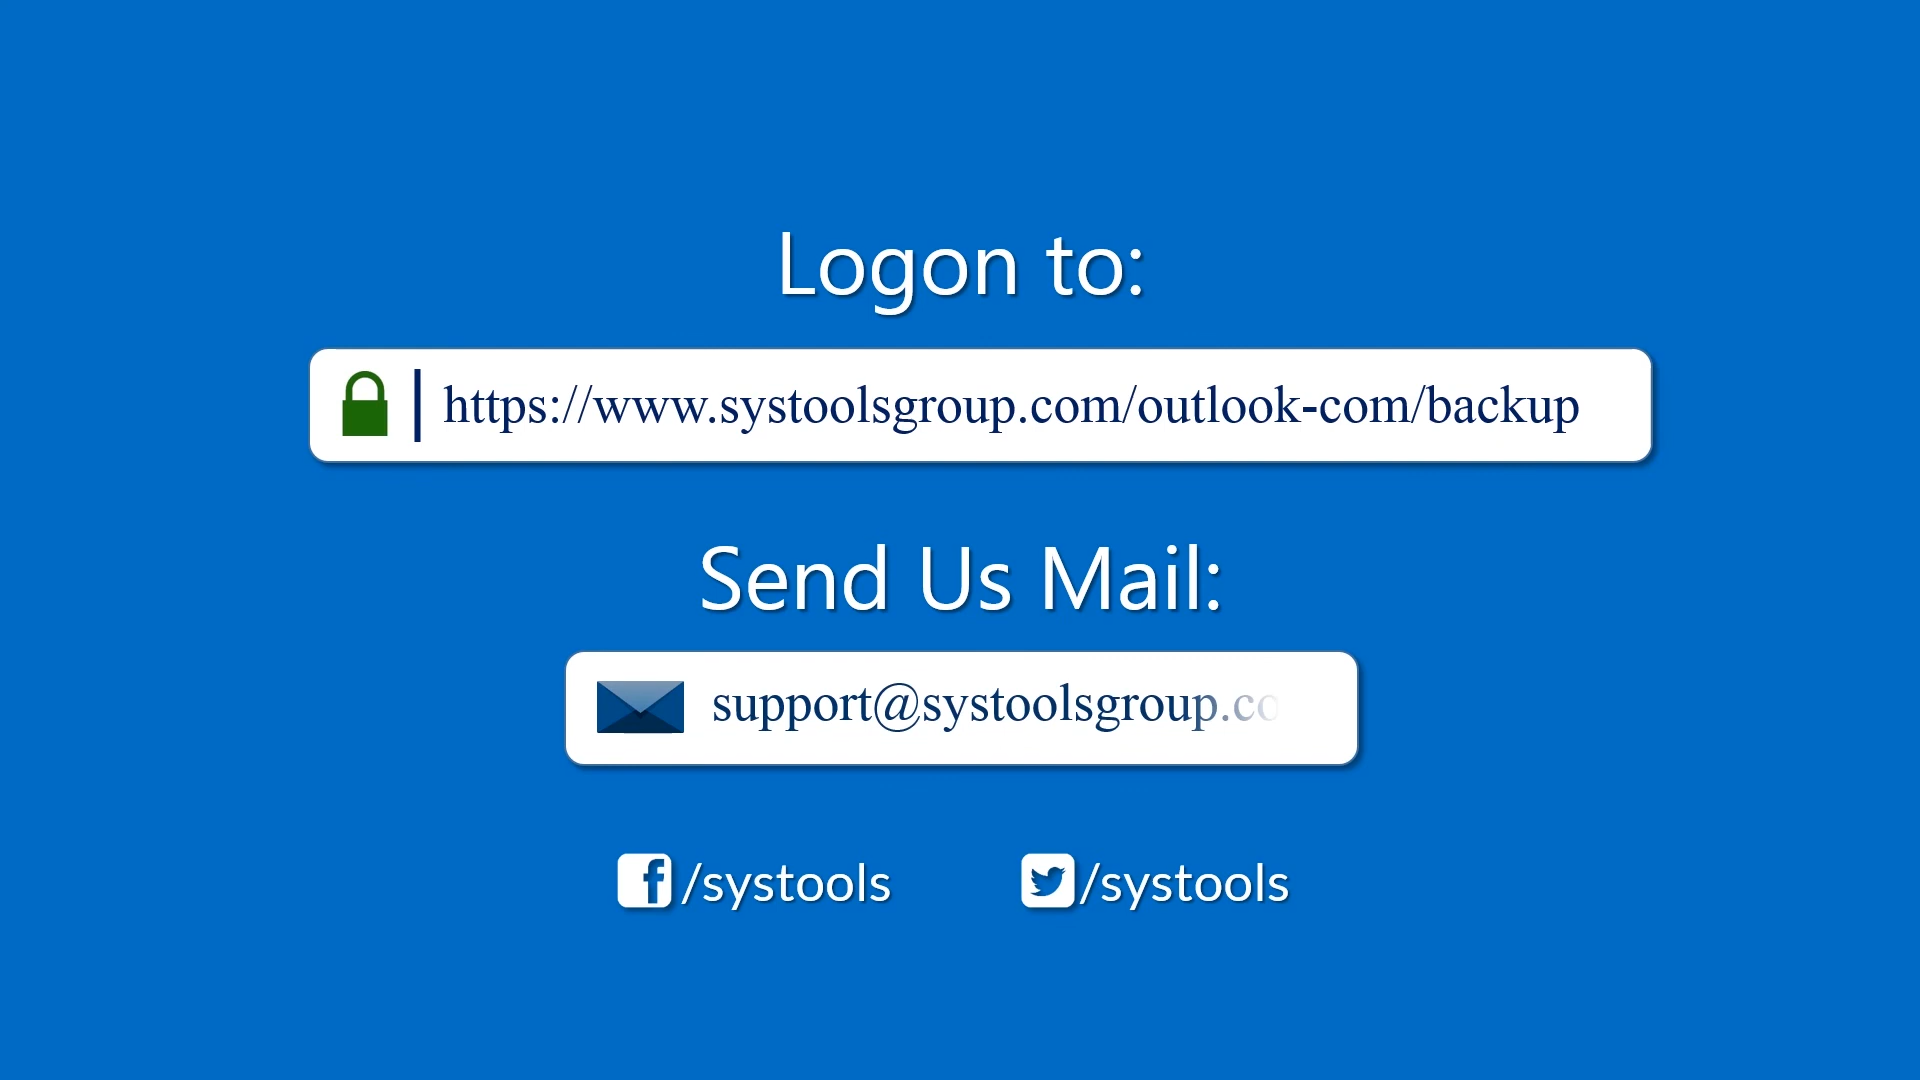 Logon to:
https://www.systoolsgroup.com/outlook-com/backup
Send Us Mail:
support@systoolsgroup.co
/systools
/systools